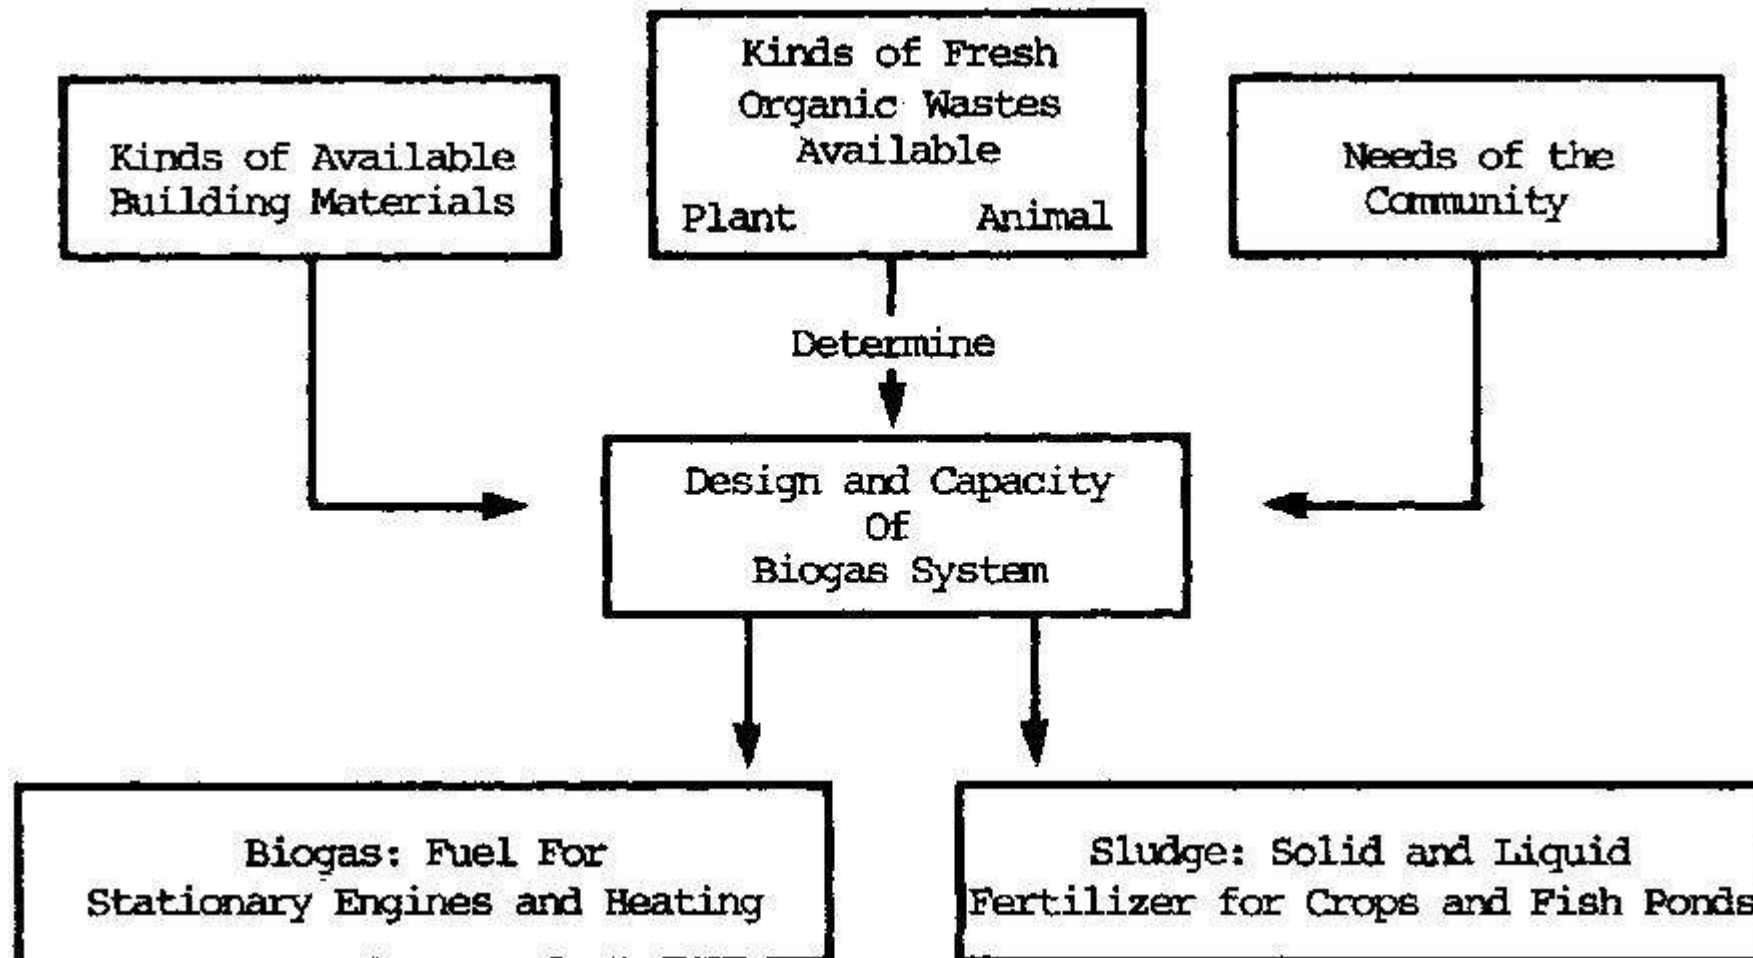 Kinds of Available
Building Materials
Kinds of Fresh
Organic Wastes
Available
Plant Animal
Needs of the
Community
Determine
Design and Capacity
Of
Biogas System
Biogas: Fuel For
Stationary Engines and Heating
Sludge: Solid and Liquid
Fertilizer for Crops and Fish Ponds